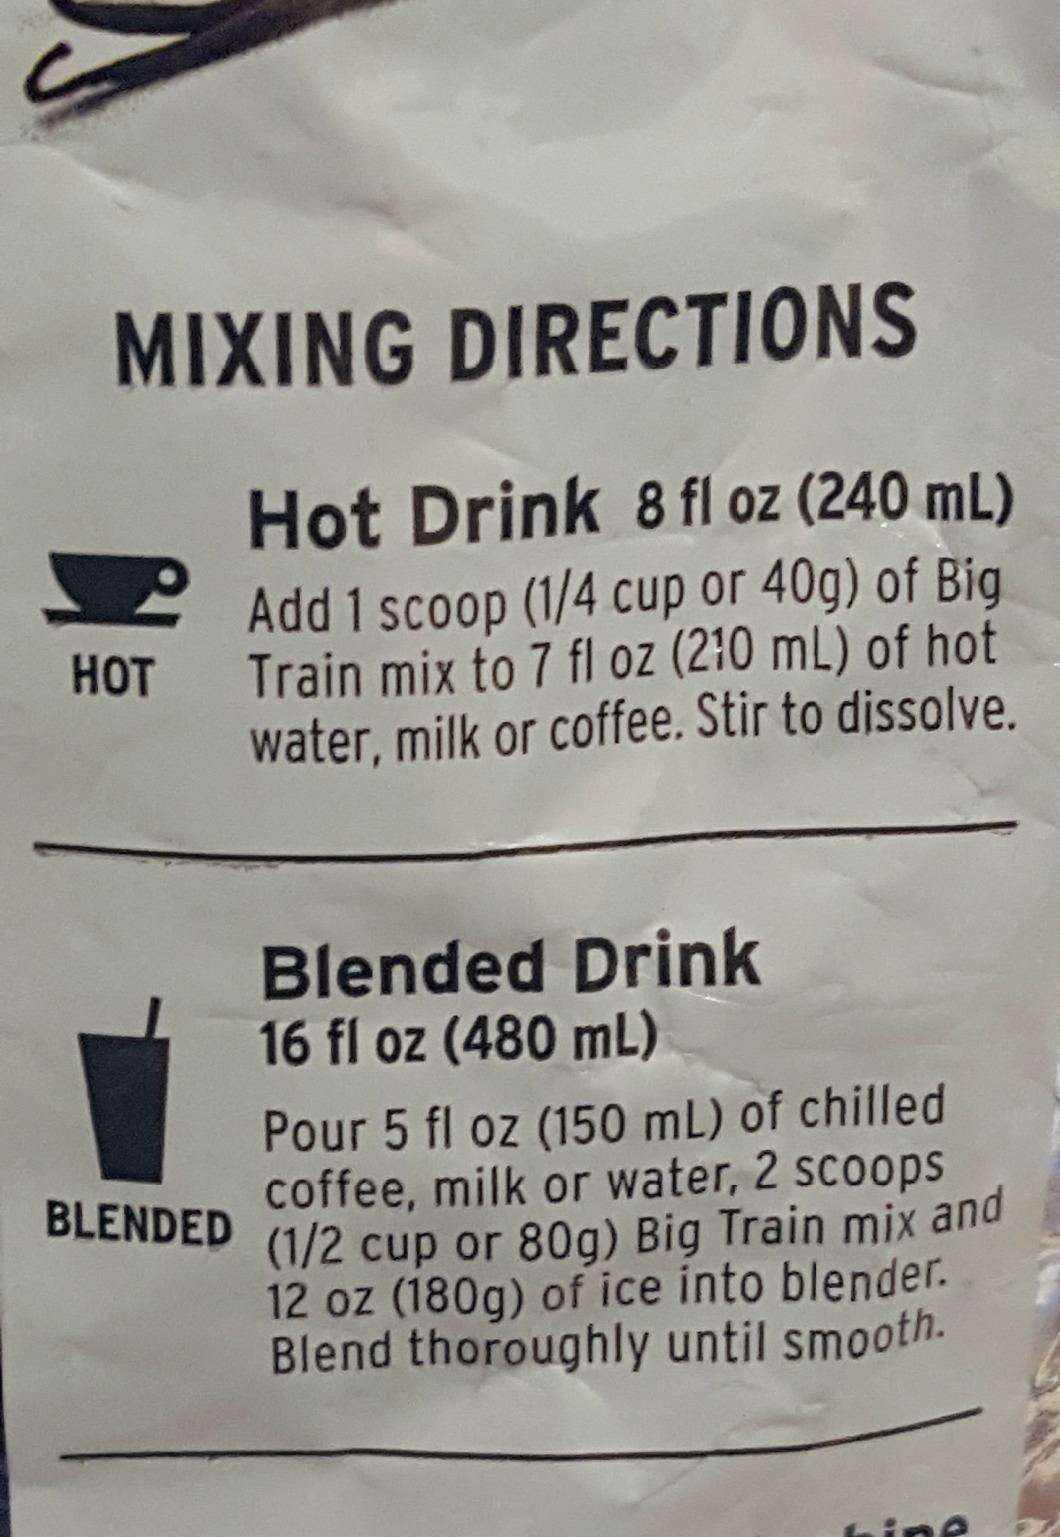 MIXING DIRECTIONS
Hot Drink 8 fl oz (240 mL)
Add 1 scoop (1/4 cup or 40g) of Big
Train mix to 7 fl oz (210 mL) of hot
water, milk or coffee. Stir to dissolve.
HOT
Blended Drink
16 fl oz (480 mL)
Pour 5 fl oz (150 mL) of chilled
coffee, milk or water, 2 scoops
(1/2 cup or 80g) Big Train mix and
12 oz (180g) of ice into blender.
Blend thoroughly until smooth.
BLENDED